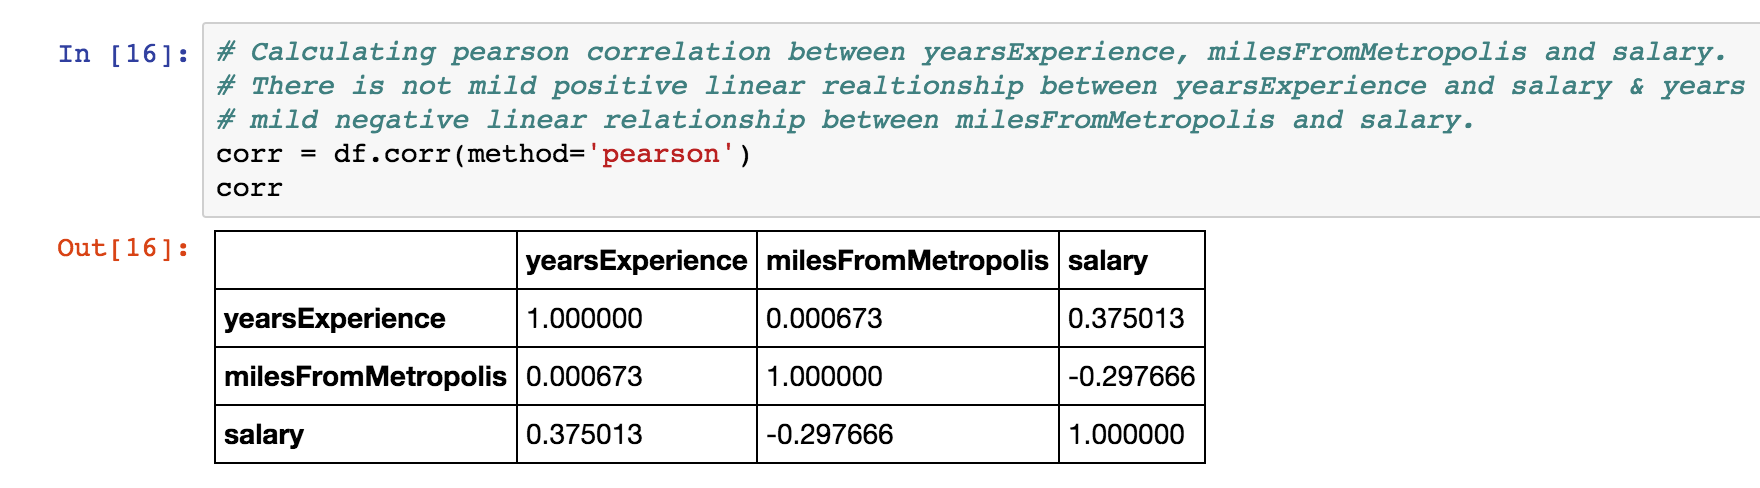 In [16]: # Calculating pearson correlation between yearsExperience, milesFromMetropolis and salary.
# There is not mild positive linear realtionship between yearsExperience and salary & years
# mild negative linear relationship between milesFromMetropolis and salary.
corr = df.corr(method='pearson')
corr
Out[16]:
yearsExperience milesFromMetropolis salary
yearsExperience 1.000000 0.000673 0.375013
milesFromMetropolis 0.000673 1.000000 -0.297666
salary 0.375013 -0.297666 1.000000